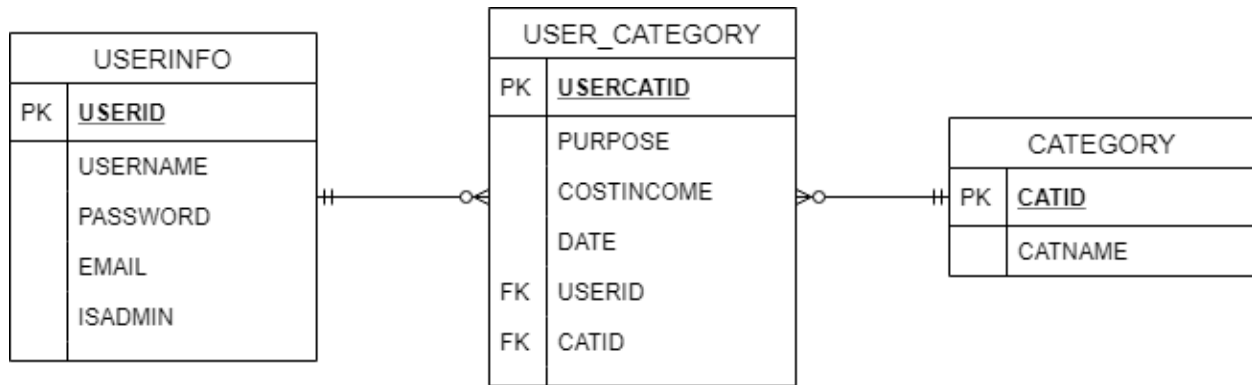 USERINFO
PK USERID
USERNAME
PASSWORD
EMAIL
ISADMIN
USER_CATEGORY
PK USERCATID
PURPOSE
COSTINCOME
DATE
FK USERID
FK CATID
CATEGORY
PK CATID
CATNAME